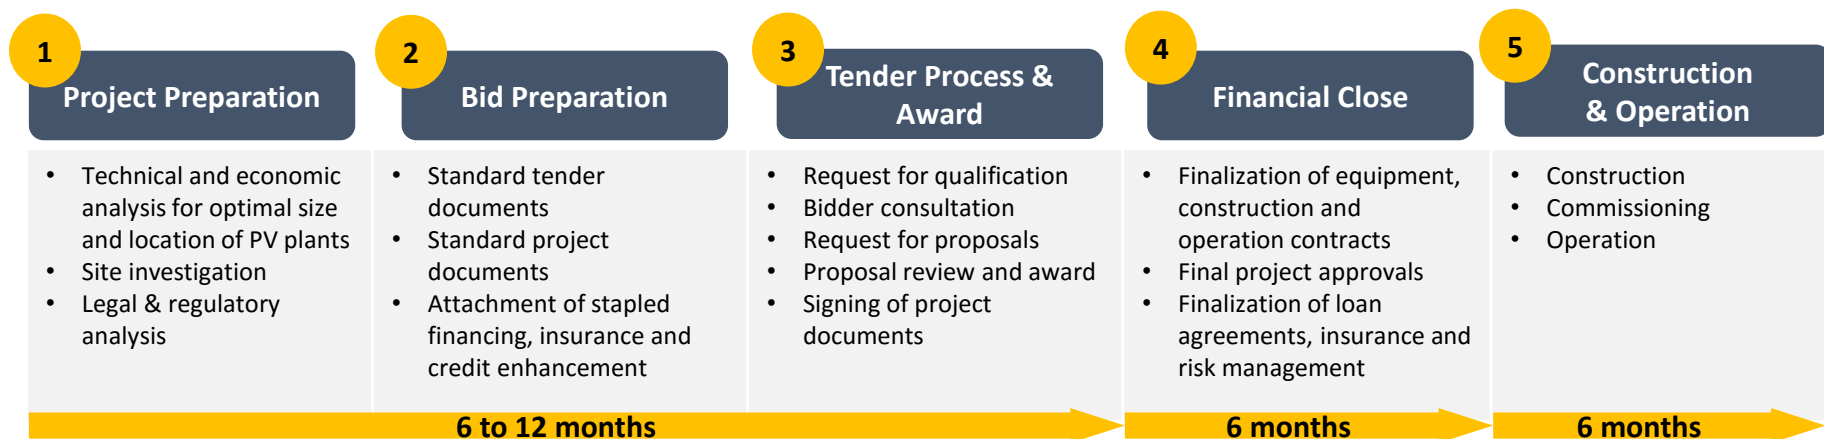 1
Project Preparation
• Technical and economic
analysis for optimal size
and location of PV plants
• Site investigation
• Legal & regulatory
analysis
2
Bid Preparation
• Standard tender
documents
• Standard project
documents
• Attachment of stapled
financing, insurance and
credit enhancement
3
Tender Process &
Award
• Request for qualification
• Bidder consultation
• Request for proposals
• Proposal review and award
• Signing of project
documents
4
Financial Close
• Finalization of equipment,
construction and
operation contracts
• Final project approvals
• Finalization of loan
agreements, insurance and
risk management
5
Construction
& Operation
• Construction
• Commissioning
• Operation
6 to 12 months
6 months
6 months